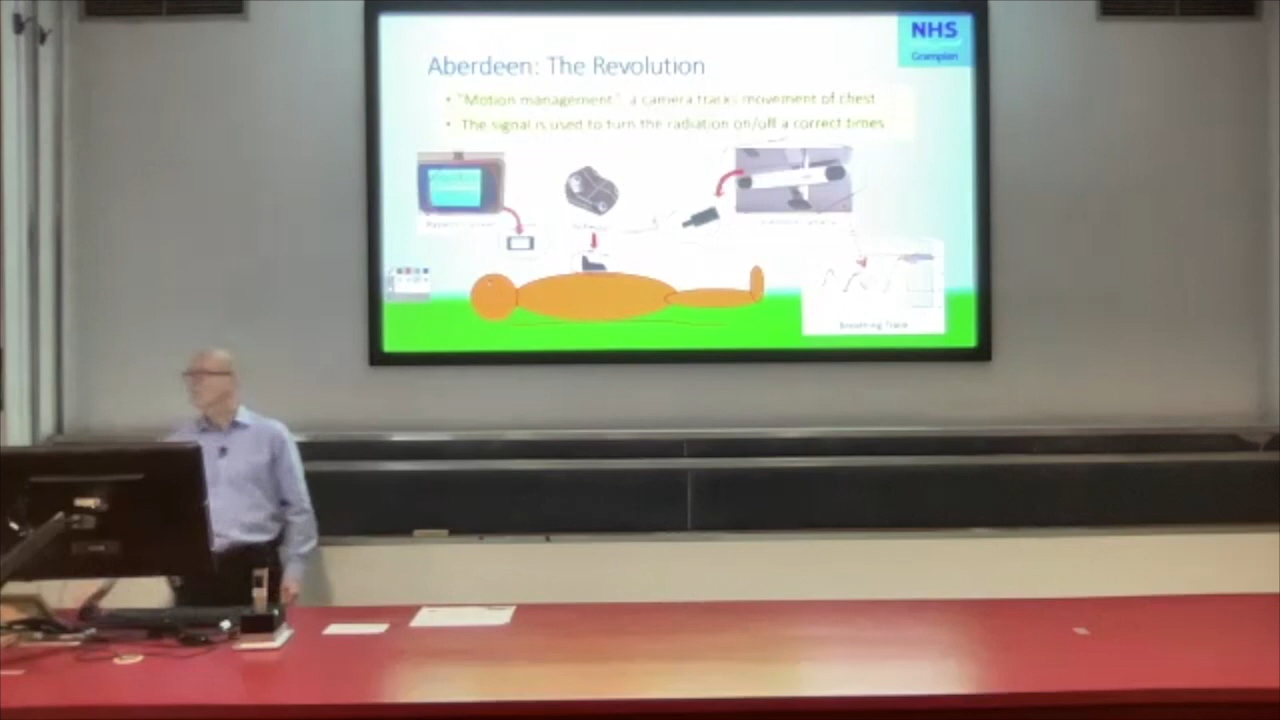 NHS
Grampian
Aberdeen: The Revolution
• "Motion management", a camera tracks movement of chest
• The signal is used to turn the radiation on/off a correct times
Breathing Trace